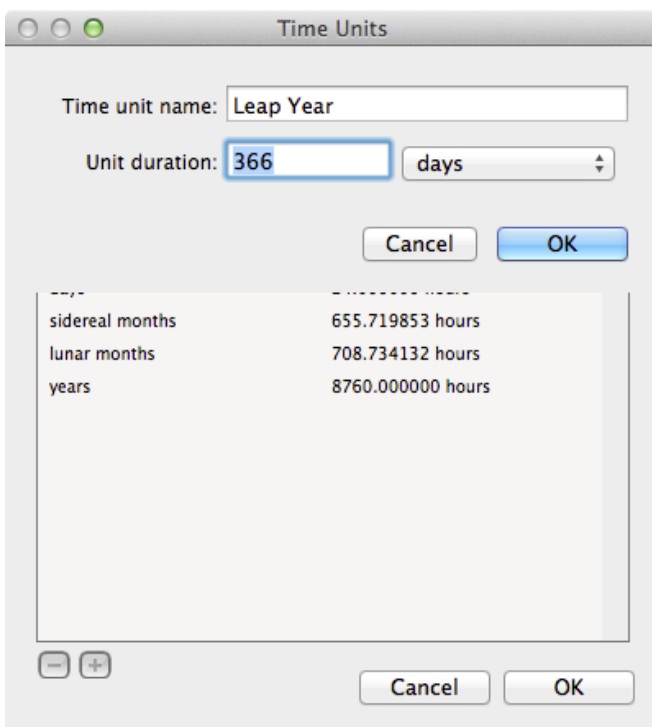 Time Units
Time unit name: Leap Year
Unit duration: 366 days
Cancel OK
sidereal months 655.719853 hours
lunar months 708.734132 hours
years 8760.000000 hours
Cancel OK